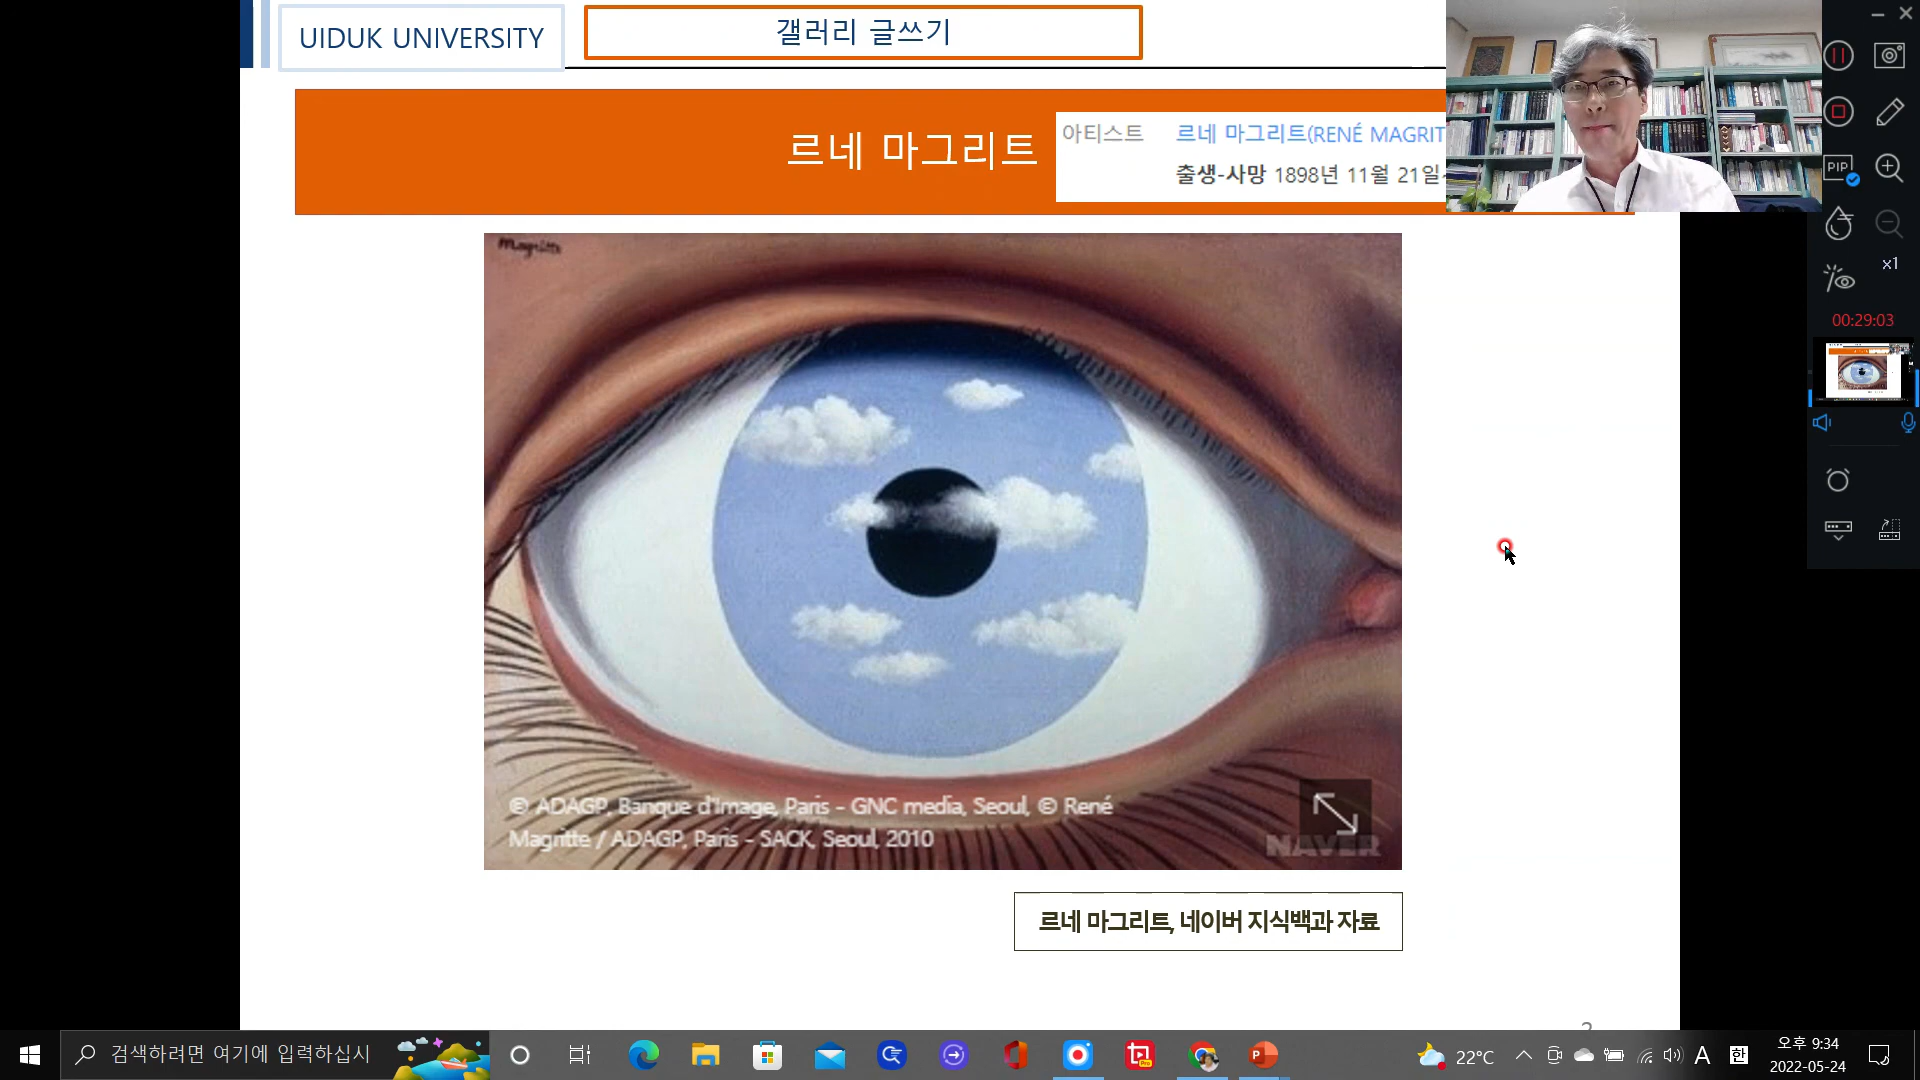 UIDUK UNIVERSITY
갤러리 글쓰기
르네 마그리트
아티스트 르네 마그리트(RENÉ MAGRIT
출생-사망 1898년 11월 21일
PIP
x1
00:29:03
Magritte
© ADAGP, Banque d'Image, Paris - GNC media, Seoul, © René
Magritte / ADAGP, Paris - SACK, Seoul, 2010
NAVER
르네 마그리트, 네이버 지식백과 자료
검색하려면 여기에 입력하십시
22°C
A
한
오후 9:34
2022-05-24